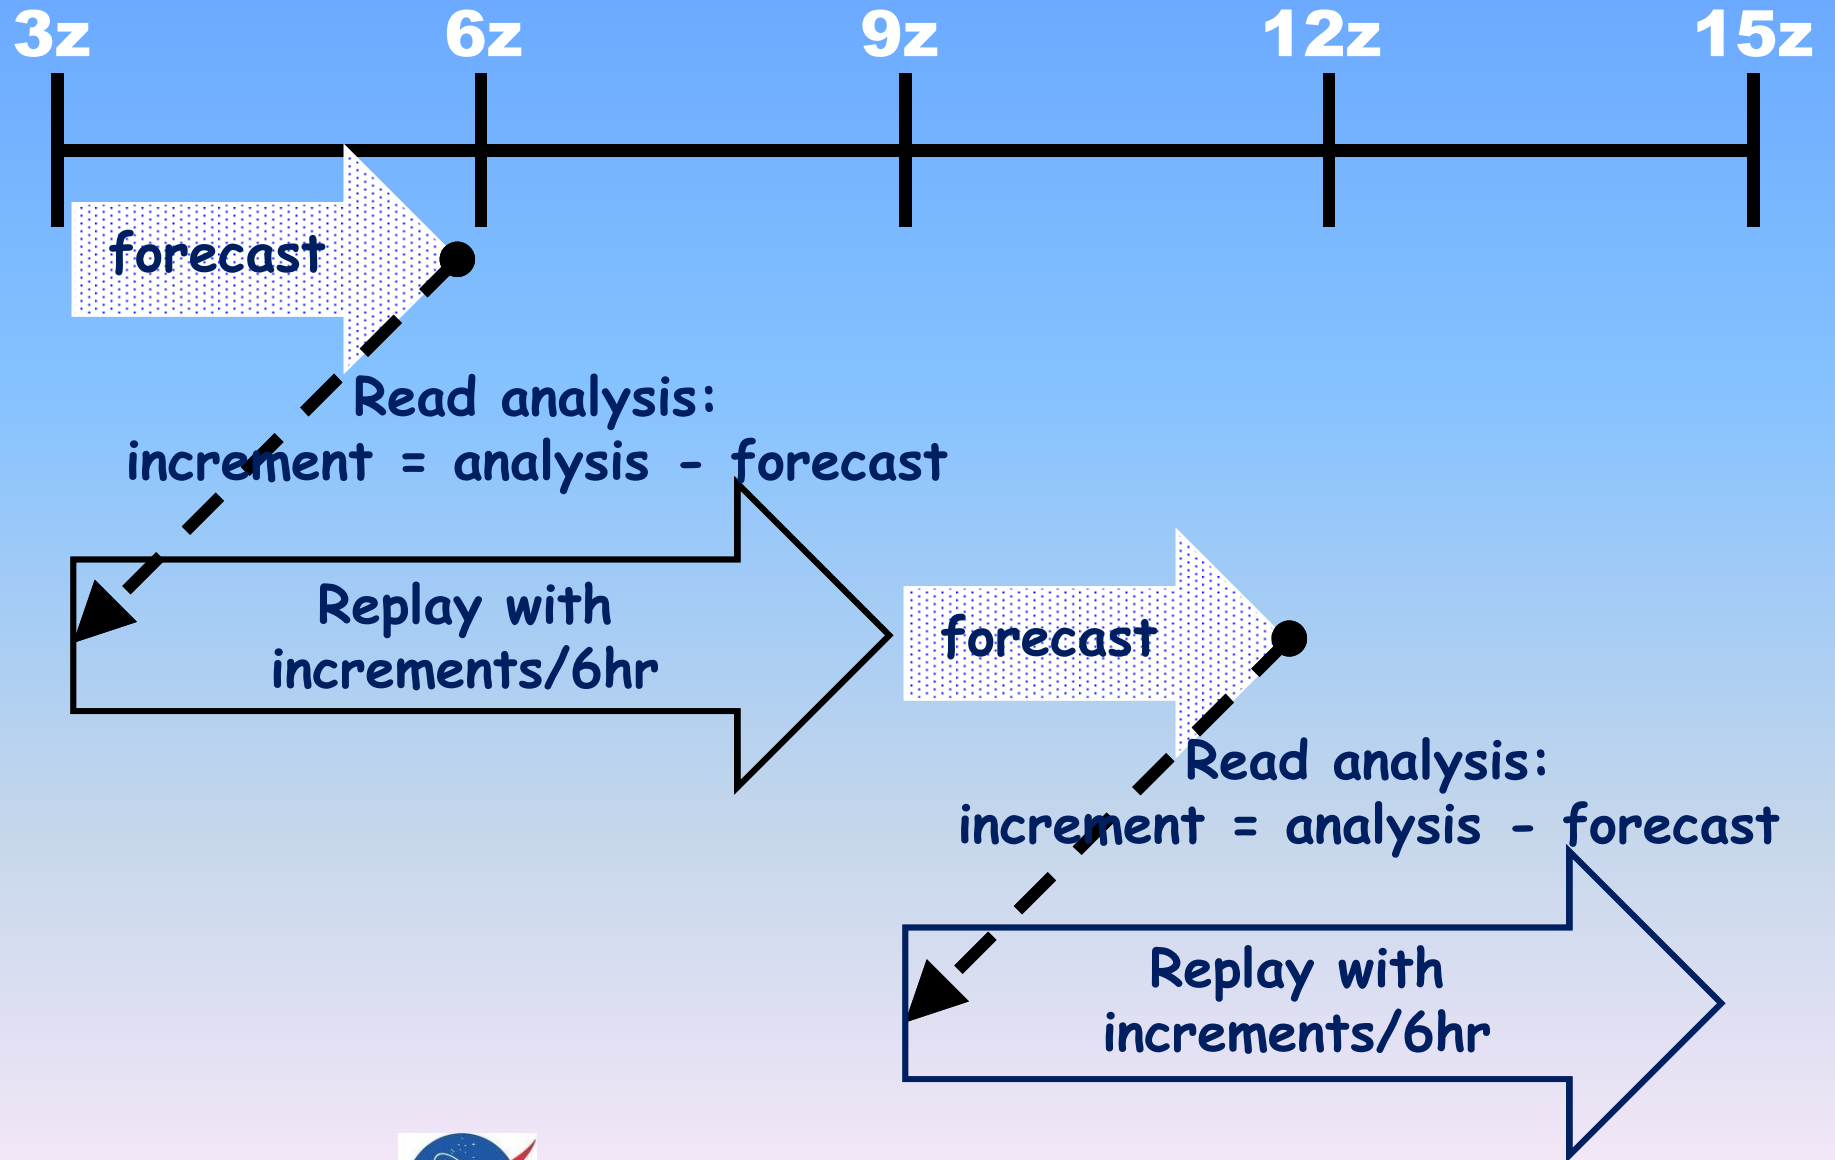 3z 6z 9z 12z 15z
forecast
Read analysis:
increment = analysis - forecast
Replay with
increments/6hr
forecast
Read analysis:
increment = analysis - forecast
Replay with
increments/6hr